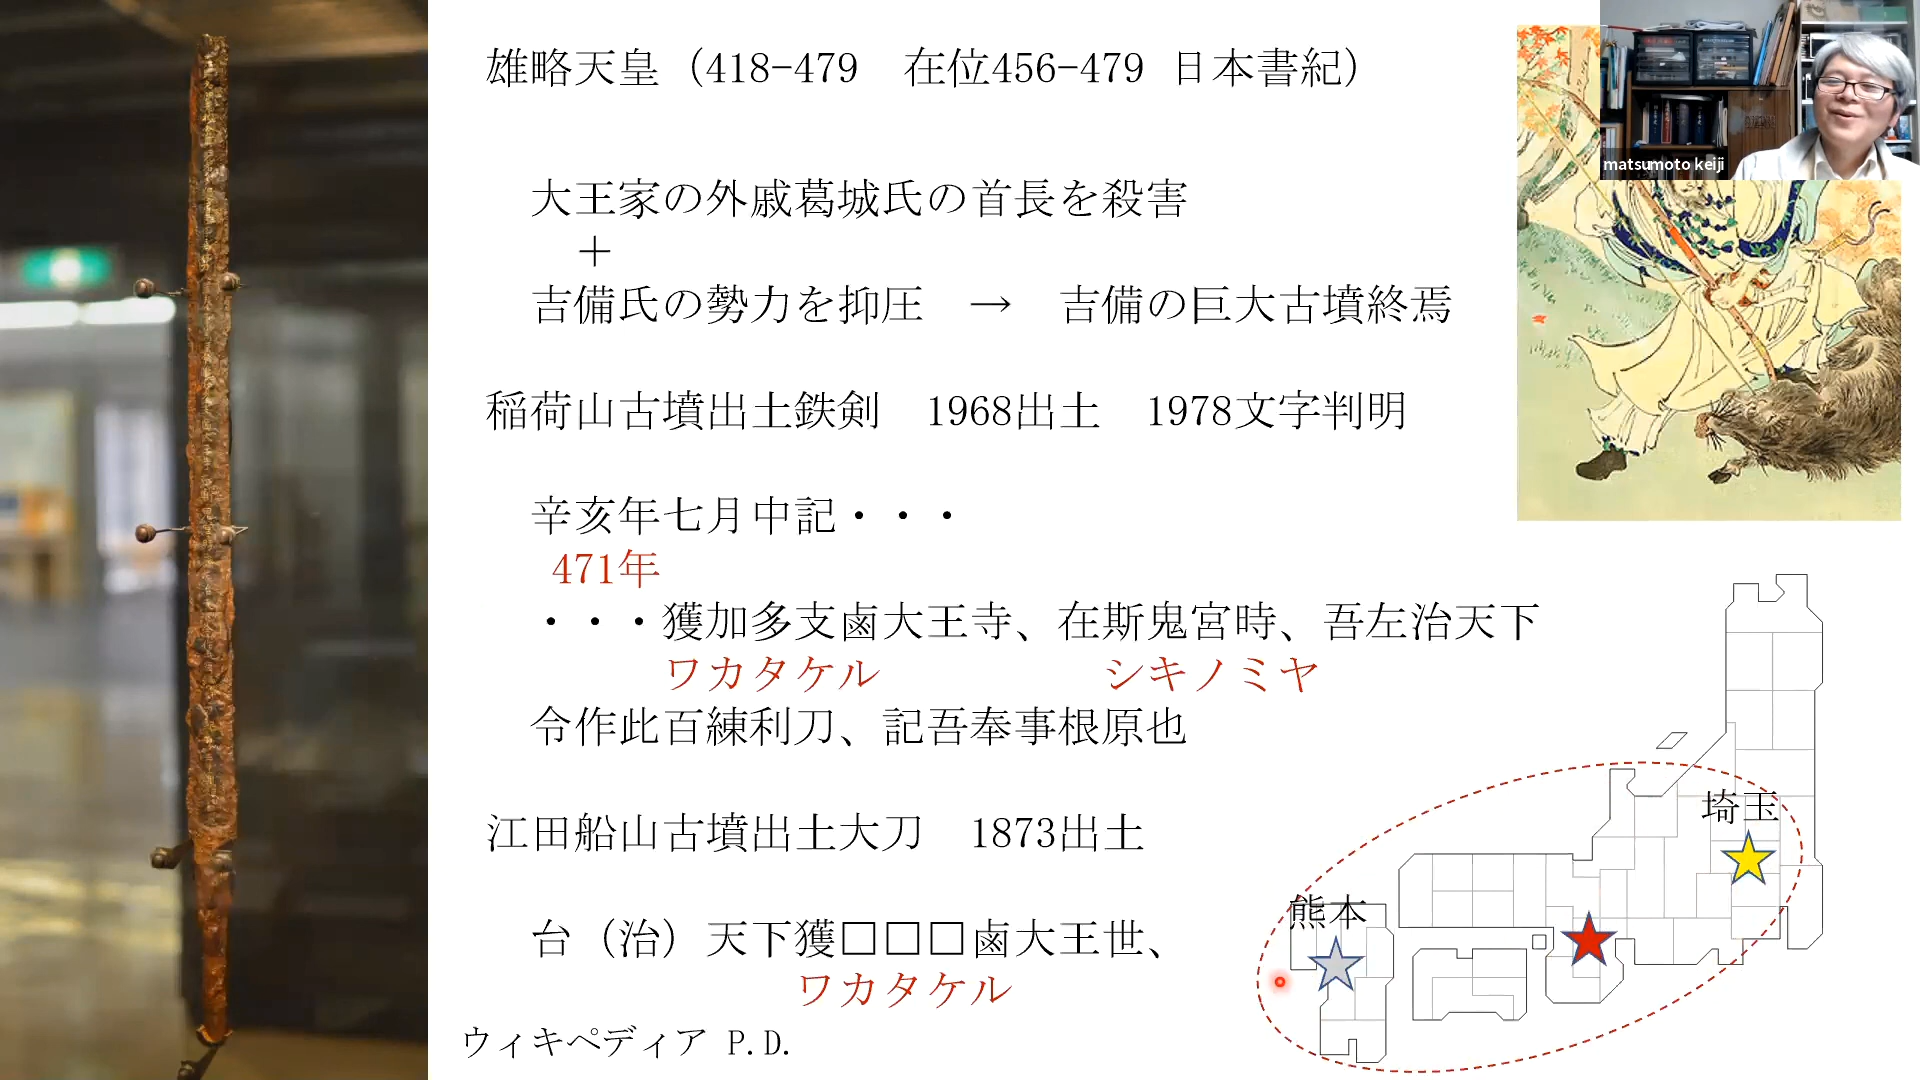 雄略天皇（418-479　在位456-479 日本書紀）
matsumoto keiji
大王家の外戚葛城氏の首長を殺害
＋
吉備氏の勢力を抑圧　→　吉備の巨大古墳終焉
稲荷山古墳出土鉄剣　1968出土　1978文字判明
辛亥年七月中記・・・
471年
・・・獲加多支鹵大王寺、在斯鬼宮時、吾左治天下
ワカタケル　シキノミヤ
令作此百練利刀、記吾奉事根原也
江田船山古墳出土大刀　1873出土
台（治）天下獲□□□鹵大王世、
ワカタケル
ウィキペディア P.D.
埼玉
熊本